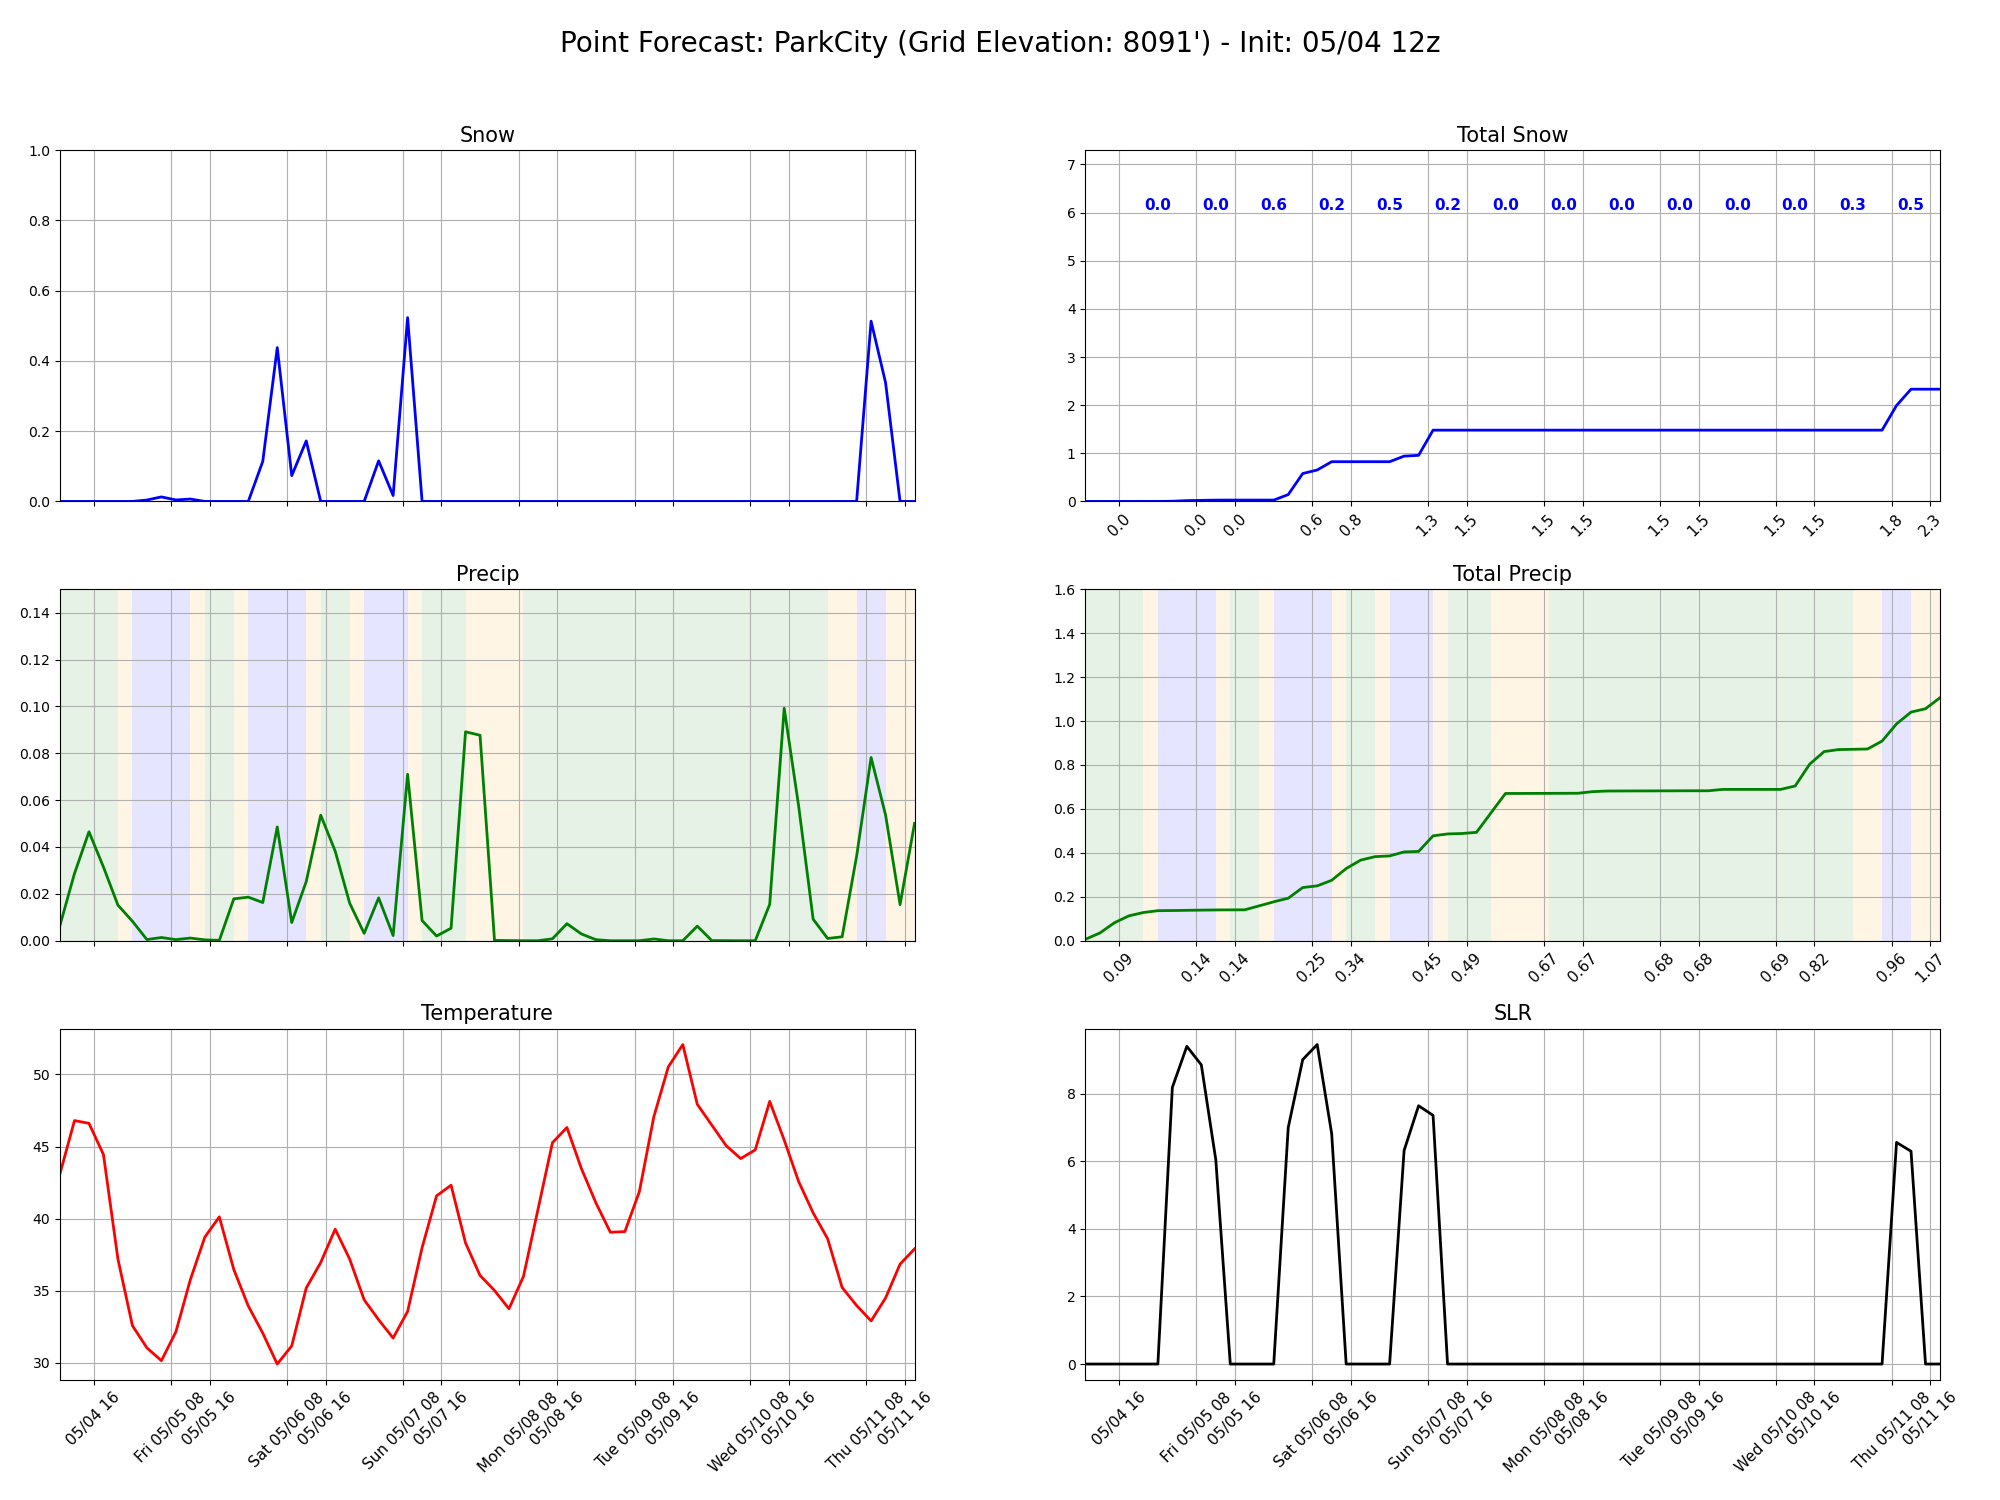 Point Forecast: ParkCity (Grid Elevation: 8091') - Init: 05/04 12z
Snow
1.0
0.8
0.6
0.4
0.2
0.0
Total Snow
7
6
5
4
3
2
1
0
0.0 0.0 0.6 0.2 0.5 0.2 0.0 0.0 0.0 0.0 0.0 0.0 0.3 0.5
0.0 0.0 0.0 0.6 0.8 1.3 1.5 1.5 1.5 1.5 1.5 1.5 1.5 1.8 2.3
Precip
0.14
0.12
0.10
0.08
0.06
0.04
0.02
0.00
Total Precip
1.6
1.4
1.2
1.0
0.8
0.6
0.4
0.2
0.0
0.09 0.14 0.14 0.25 0.34 0.45 0.49 0.67 0.67 0.68 0.68 0.69 0.82 0.96 1.07
Temperature
50
45
40
35
30
05/04 16
Fri 05/05 08
05/05 16
Sat 05/06 08
05/06 16
Sun 05/07 08
05/07 16
Mon 05/08 08
05/08 16
Tue 05/09 08
05/09 16
Wed 05/10 08
05/10 16
Thu 05/11 08
05/11 16
SLR
8
6
4
2
0
05/04 16
Fri 05/05 08
05/05 16
Sat 05/06 08
05/06 16
Sun 05/07 08
05/07 16
Mon 05/08 08
05/08 16
Tue 05/09 08
05/09 16
Wed 05/10 08
05/10 16
Thu 05/11 08
05/11 16